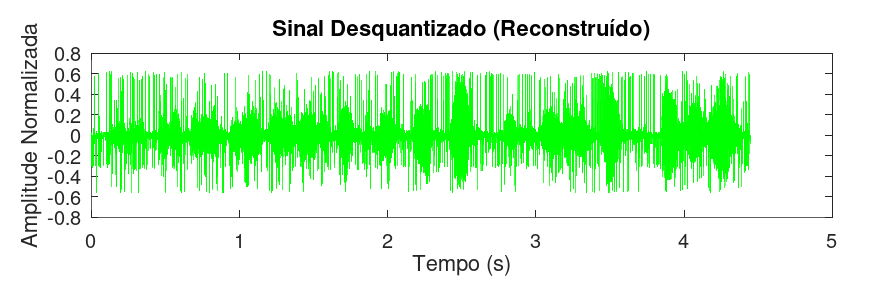 Sinal Desquantizado (Reconstruído)
Amplitude Normalizada
0.8
0.6
0.4
0.2
0
-0.2
-0.4
-0.6
-0.8
0 1 2 3 4 5
Tempo (s)